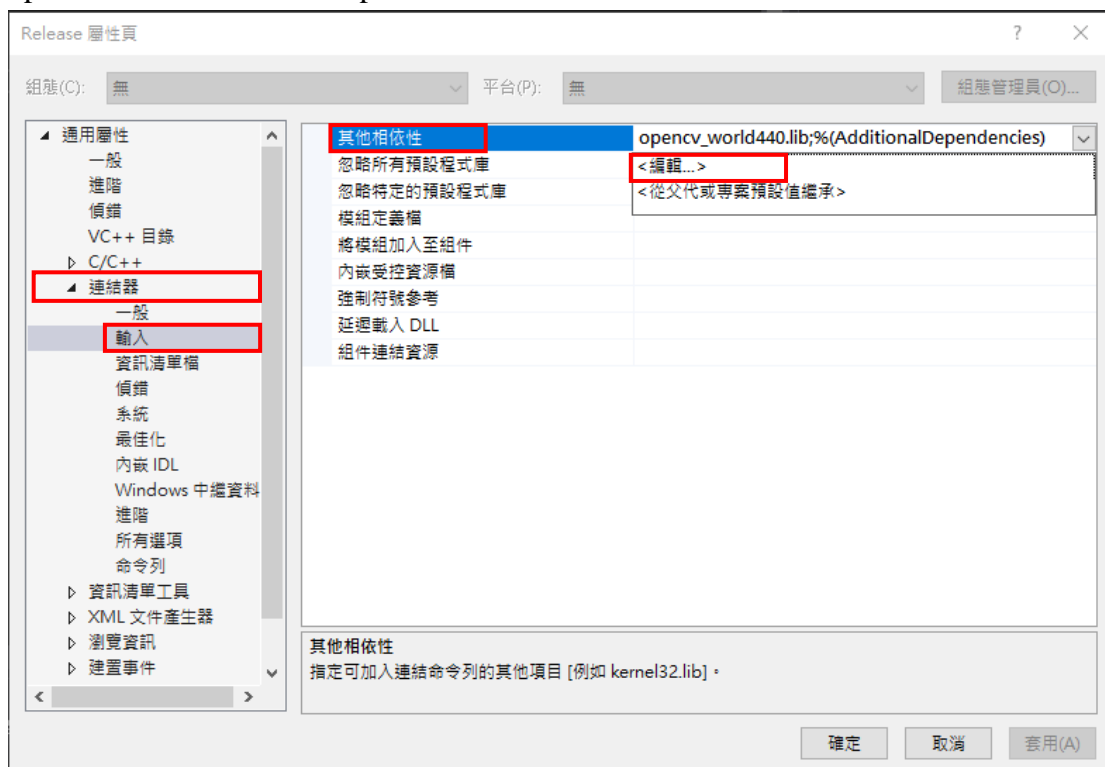 Release 屬性頁
?
組態(C): 無 平台(P): 無 組態管理員(O)...
通用屬性
一般
進階
偵錯
VC++ 目錄
C/C++
連結器
一般
輸入
資訊清單檔
偵錯
系統
最佳化
內嵌 IDL
Windows 中繼資料
進階
所有選項
命令列
資訊清單工具
XML 文件產生器
瀏覽資訊
建置事件
其他相依性 opencv_world440.lib;%(AdditionalDependencies)
忽略所有預設程式庫 <編輯...>
忽略特定的預設程式庫 <從父代或專案預設值繼承>
模組定義檔
將模組加入至組件
內嵌受控資源檔
強制符號參考
延遲載入 DLL
組件連結資源
其他相依性
指定可加入連結命令列的其他項目 [例如 kernel32.lib]。
確定 取消 套用(A)